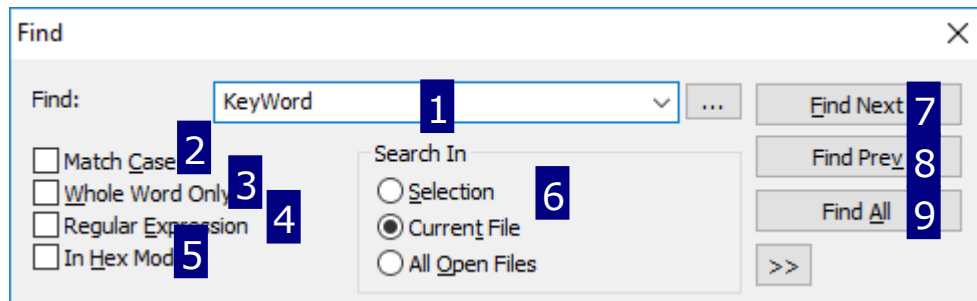 Find
Find: KeyWord 1 ... Find Next 7
Match Case 2 Search In Find Prev 8
Whole Word Only 3 Selection 6
Regular Expression 4 Current File Find All 9
In Hex Mod 5 All Open Files >>